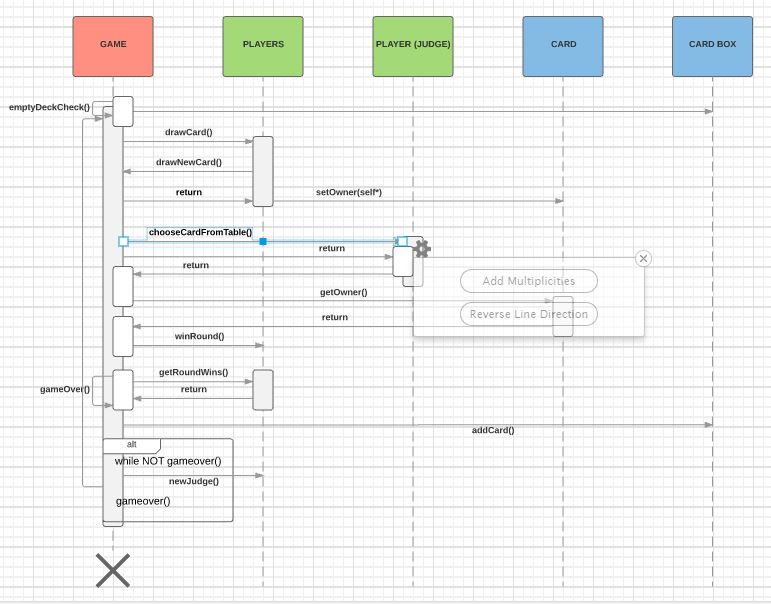 GAME
PLAYERS
PLAYER (JUDGE)
CARD
CARD BOX
emptyDeckCheck()
drawCard()
drawNewCard()
return
setOwner(self*)
chooseCardFromTable()
return
return
Add Multiplicities
getOwner()
Reverse Line Direction
return
winRound()
getRoundWins()
gameOver()
return
addCard()
alt
while NOT gameover()
newJudge()
gameover()